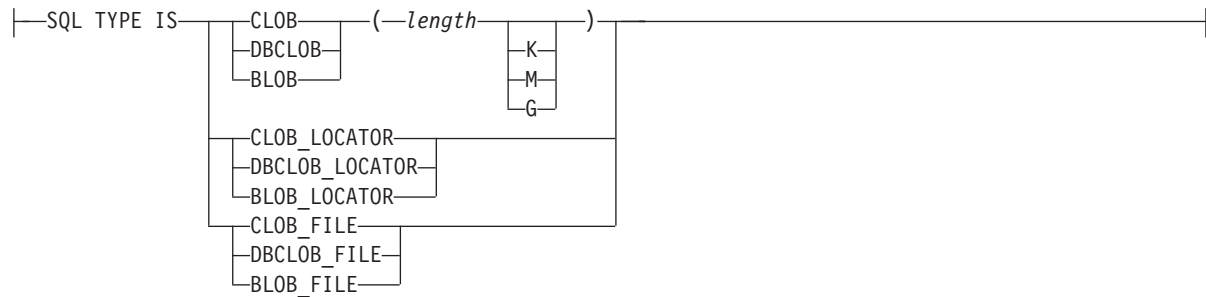 SQL TYPE IS CLOB ( length )
DBCLOB K
BLOB M
G
CLOB_LOCATOR
DBCLOB_LOCATOR
BLOB_LOCATOR
CLOB_FILE
DBCLOB_FILE
BLOB_FILE